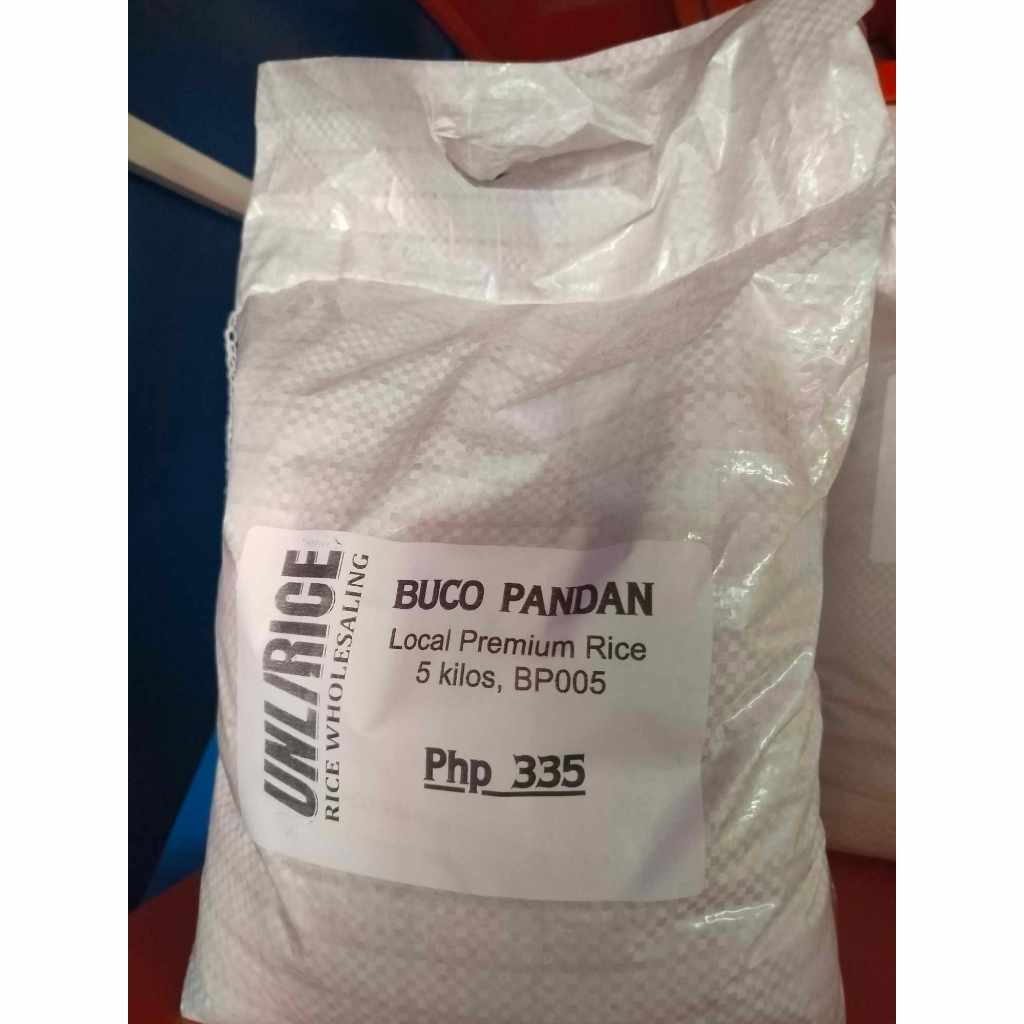 UNLIRICE
RICE WHOLESALING
BUCO PANDAN
Local Premium Rice
5 kilos, BP005
Php 335